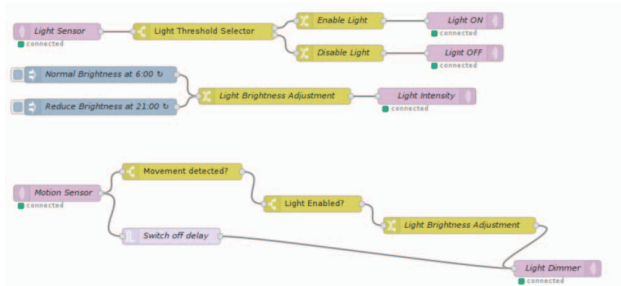 Light Sensor
connected
Light Threshold Selector
Enable Light
Light ON
connected
Disable Light
Light OFF
connected
Normal Brightness at 6:00 ↻
Reduce Brightness at 21:00 ↻
Light Brightness Adjustment
Light Intensity
connected
Motion Sensor
connected
Movement detected?
Light Enabled?
Light Brightness Adjustment
Switch off delay
Light Dimmer
connected